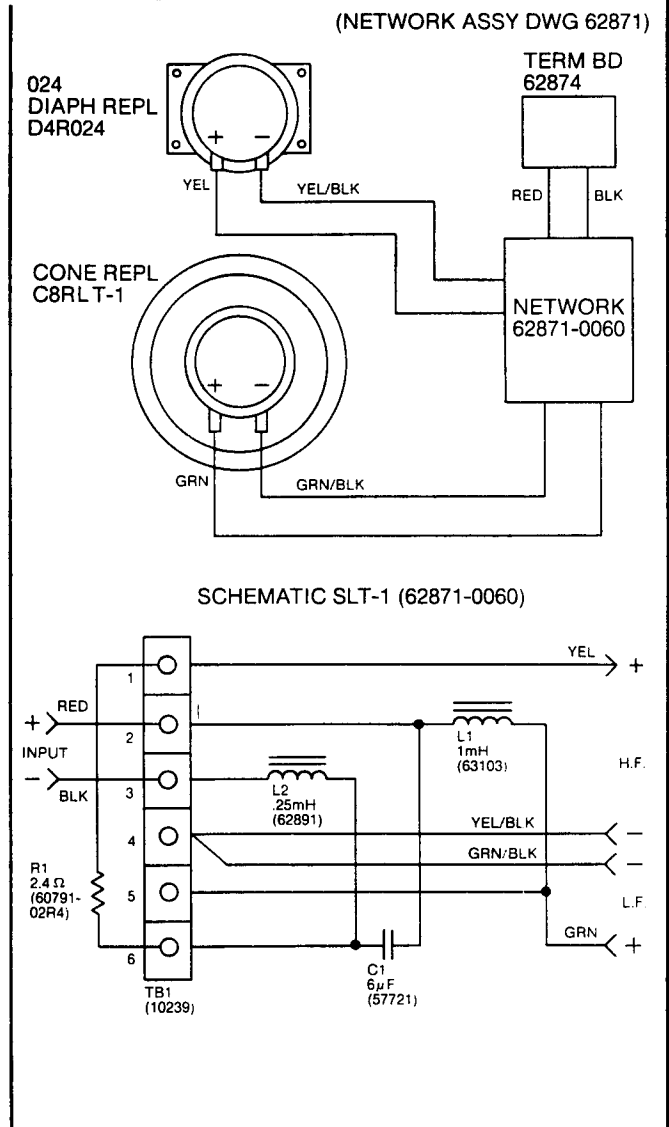 (NETWORK ASSY DWG 62871)
024
DIAPH REPL
D4R024
TERM BD
62874
+ −
YEL
YEL/BLK
RED
BLK
CONE REPL
C8RLT-1
NETWORK
62871-0060
+ −
GRN
GRN/BLK
SCHEMATIC SLT-1 (62871-0060)
1
YEL
+
+
RED
2
L1
1mH
(63103)
INPUT
H.F.
−
BLK
3
L2
.25mH
(62891)
4
YEL/BLK
−
GRN/BLK
−
R1
2.4 Ω
(60791-
02R4)
5
L.F.
GRN
+
6
C1
6µF
(57721)
TB1
(10239)